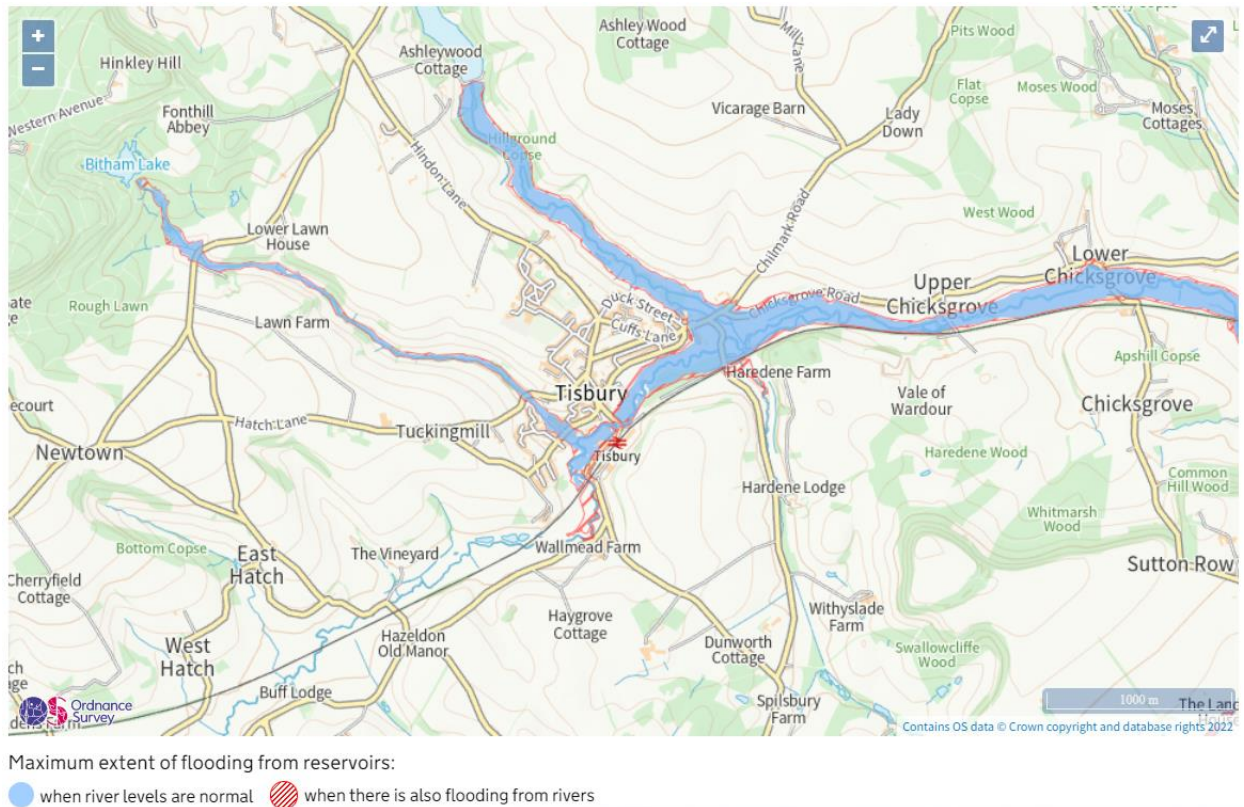 +
−
Hinkley Hill
Western Avenue
Fonthill
Abbey
Bitham Lake
Ashleywood
Cottage
Ashley Wood
Cottage
Mill Lane
Pits Wood
Flat
Copse
Moses Wood
Moses
Cottages
Vicarage Barn
Lady
Down
Hillground
Copse
Hindon Lane
Lower Lawn
House
Rough Lawn
Lawn Farm
Chilmark Road
West Wood
Lower
Chicksgrove
Upper
Chicksgrove
Chicksgrove Road
Duck Street
Cuffs Lane
Tisbury
Haredene Farm
Apshill Copse
Vale of
Wardour
Chicksgrove
ecourt
Hatch Lane
Tuckingmill
Newtown
Tisbury
Haredene Wood
Common
Hill Wood
Hardene Lodge
Whitmarsh
Wood
Bottom Copse
East
Hatch
The Vineyard
Wallmead Farm
Sutton Row
Cherryfield
Cottage
Haygrove
Cottage
Withyslade
Farm
West
Hatch
Hazeldon
Old Manor
Dunworth
Cottage
Swallowcliffe
Wood
Buff Lodge
Spilsbury
Farm
Ordnance
Survey
1000 m
Contains OS data © Crown copyright and database rights 2022
Maximum extent of flooding from reservoirs:
when river levels are normal when there is also flooding from rivers